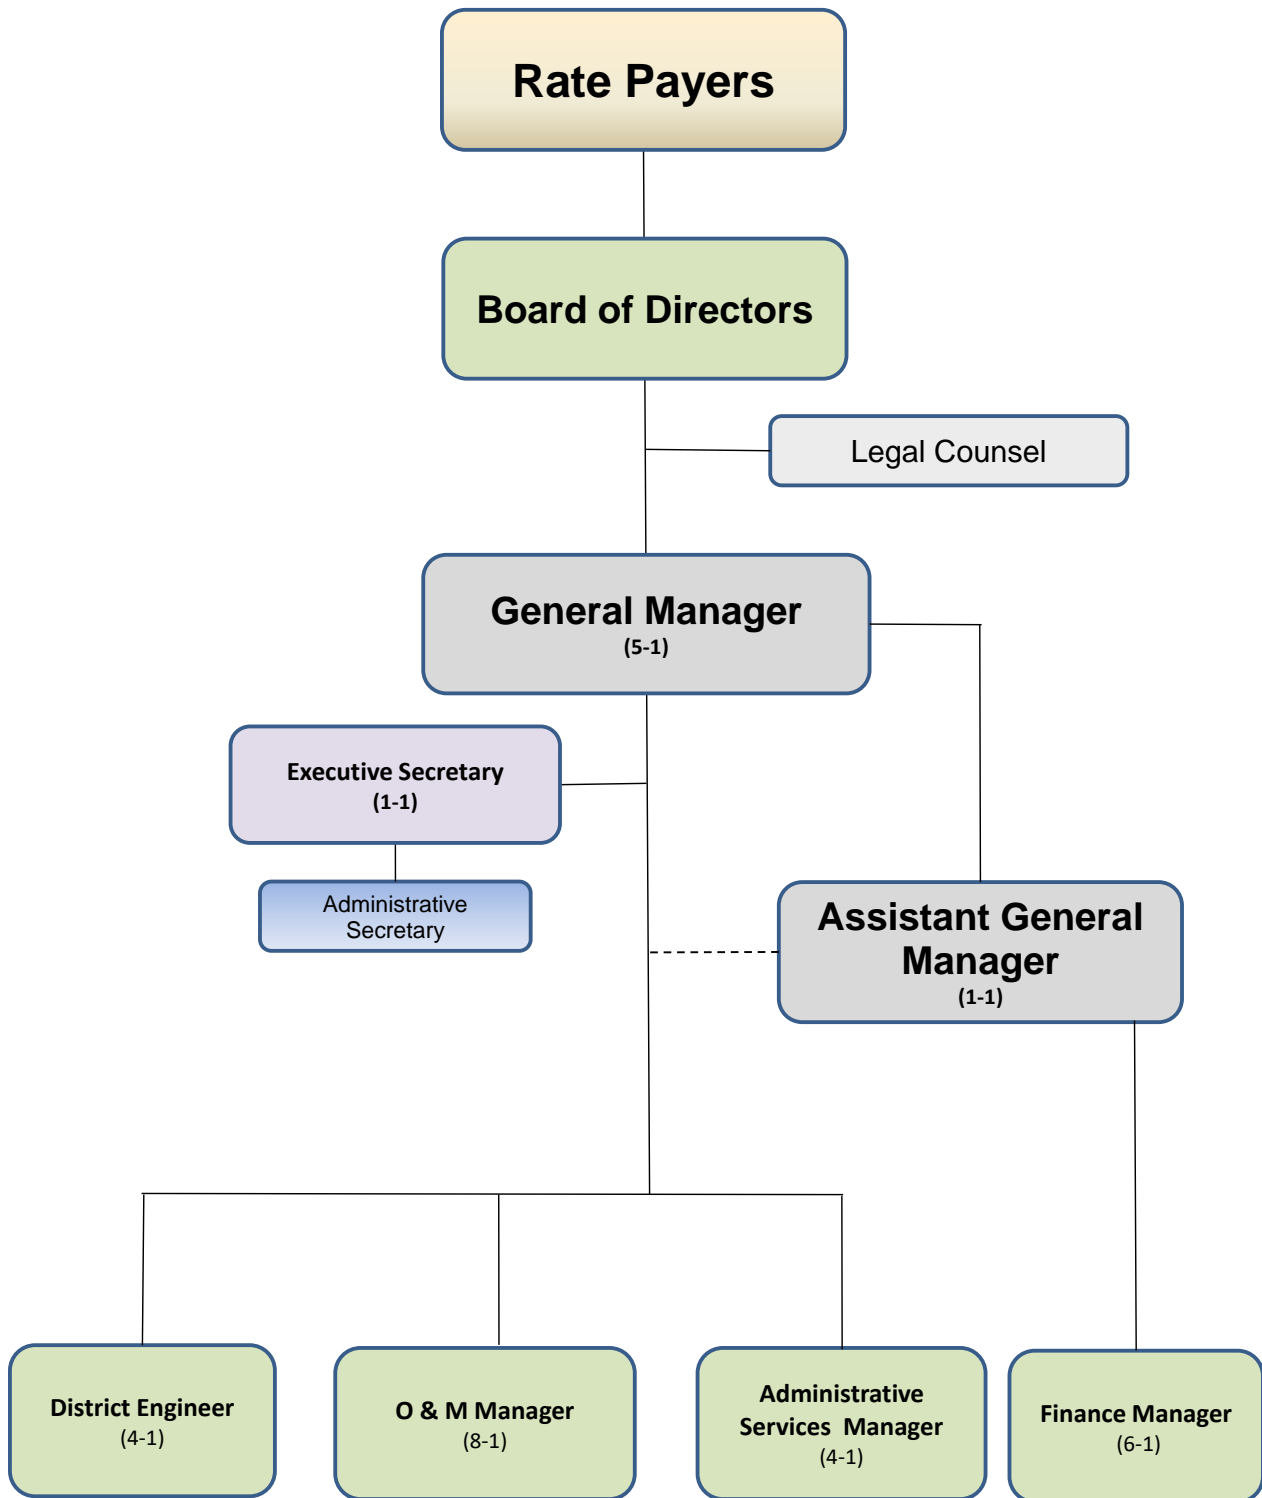 Rate Payers
Board of Directors
Legal Counsel
General Manager
(5-1)
Executive Secretary
(1-1)
Administrative
Secretary
Assistant General
Manager
(1-1)
District Engineer
(4-1)
O & M Manager
(8-1)
Administrative
Services Manager
(4-1)
Finance Manager
(6-1)